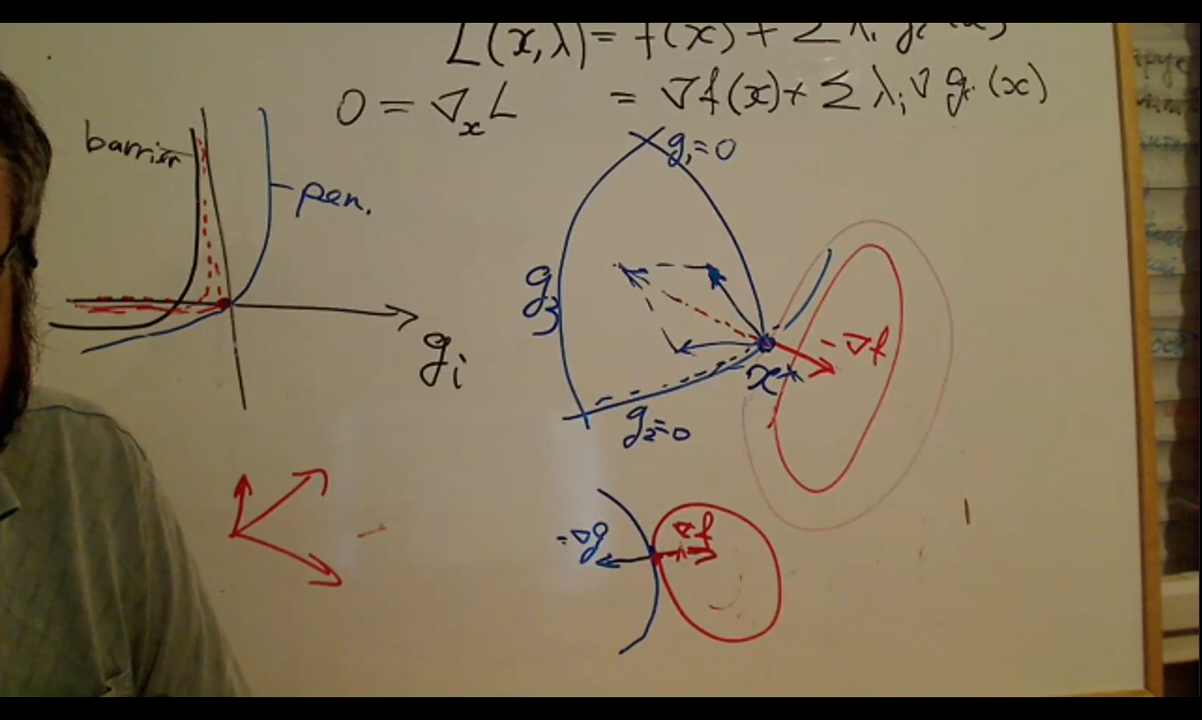 L(x,λ) = f(x) + Σ λᵢ gᵢ(x)
0 = ∇ₓL = ∇f(x) + Σ λᵢ ∇gᵢ(x)
barrier
pen.
gᵢ
g₁=0
g₃
-∇f
x*
g₂=0
-∇g
-∇f